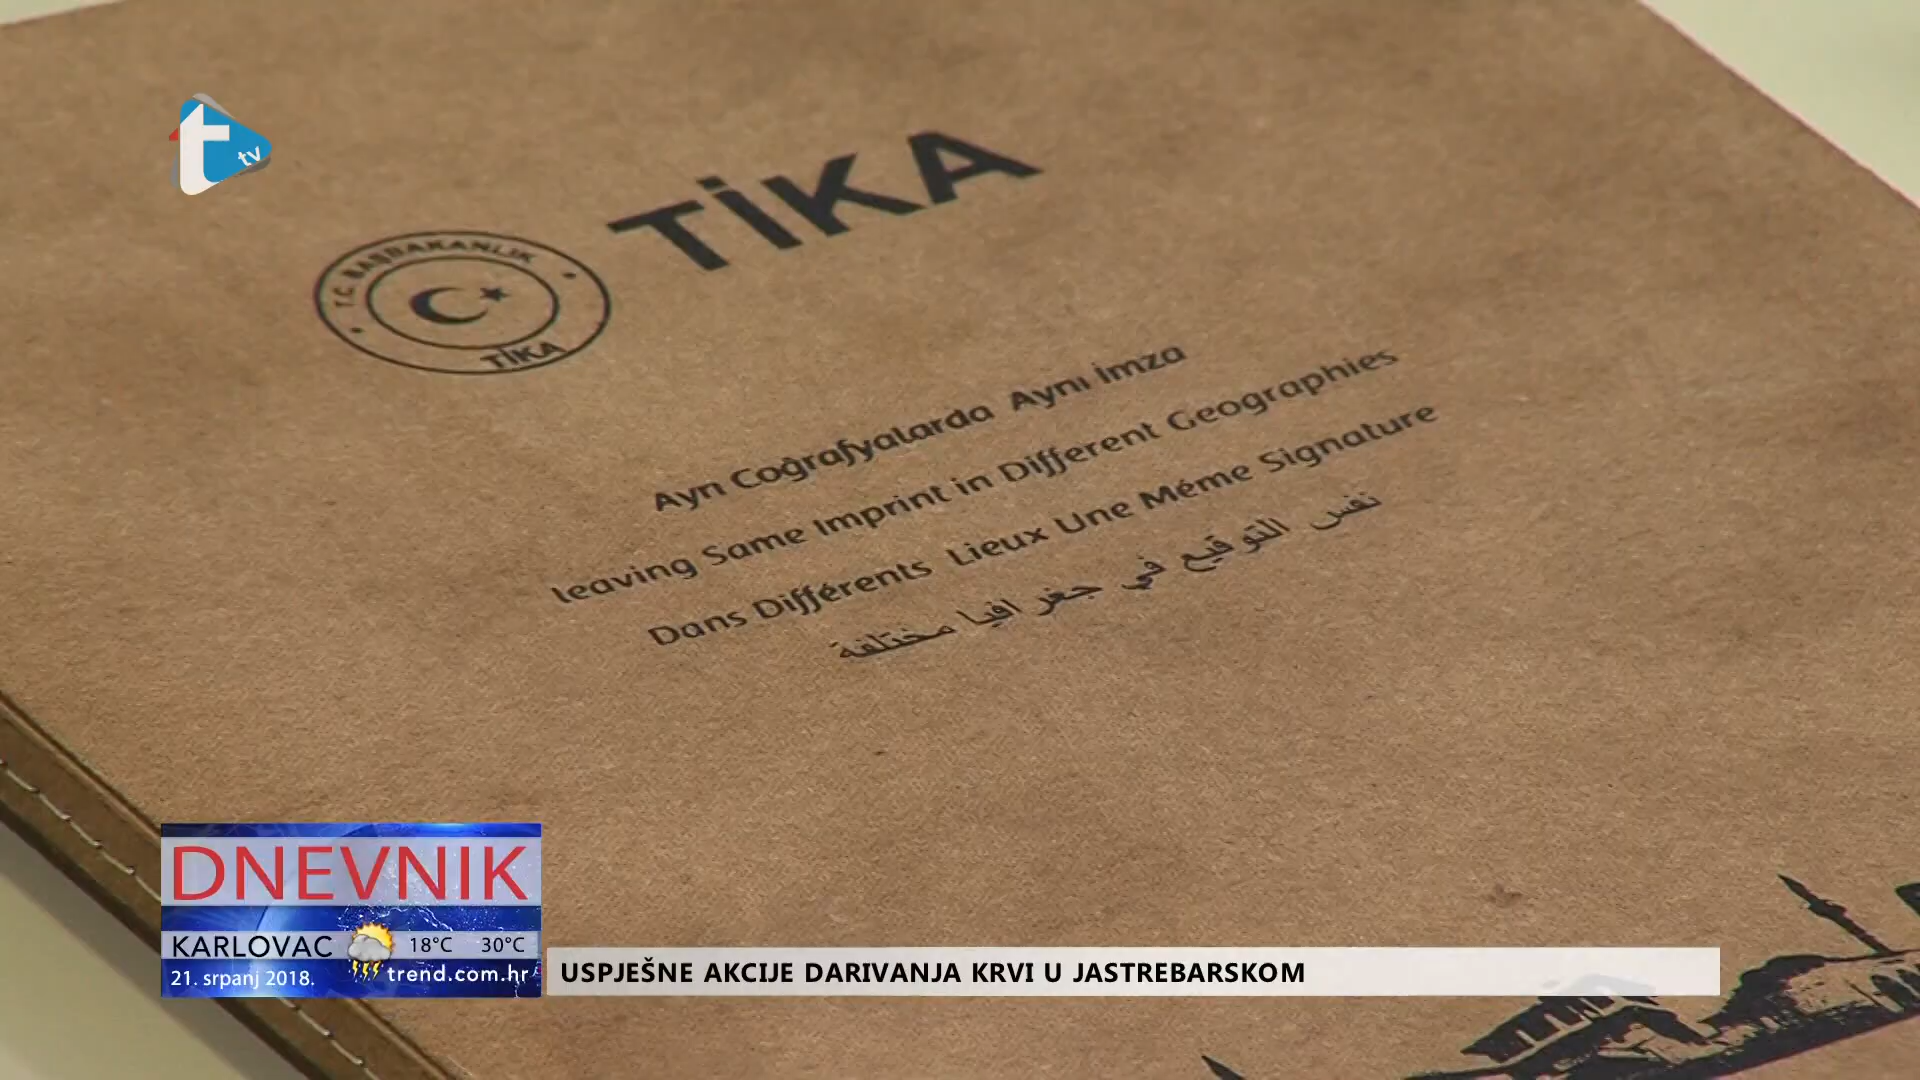 t tv
TİKA
T.C. BAŞBAKANLIK
TİKA
Ayn Coğrafyalarda Aynı İmza
leaving Same Imprint in Different Geographies
Dans Différents Lieux Une Méme Signature
نفس التوقيع في جغرافيا مختلفة
DNEVNIK
KARLOVAC 18°C 30°C
21. srpanj 2018. trend.com.hr
USPJEŠNE AKCIJE DARIVANJA KRVI U JASTREBARSKOM